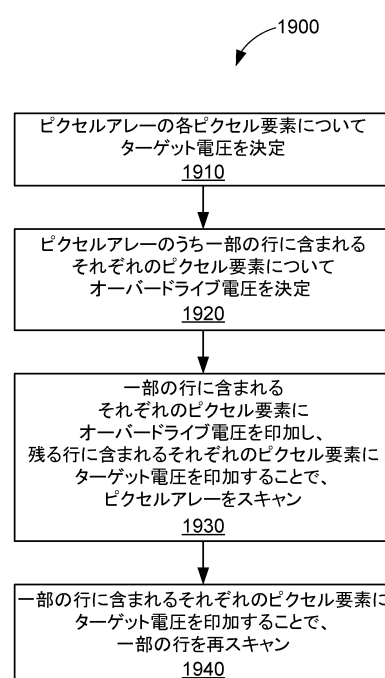 1900
ピクセルアレーの各ピクセル要素について
ターゲット電圧を決定
1910
ピクセルアレーのうち一部の行に含まれる
それぞれのピクセル要素について
オーバードライブ電圧を決定
1920
一部の行に含まれる
それぞれのピクセル要素に
オーバードライブ電圧を印加し、
残る行に含まれるそれぞれのピクセル要素に
ターゲット電圧を印加することで、
ピクセルアレーをスキャン
1930
一部の行に含まれるそれぞれのピクセル要素に
ターゲット電圧を印加することで、
一部の行を再スキャン
1940